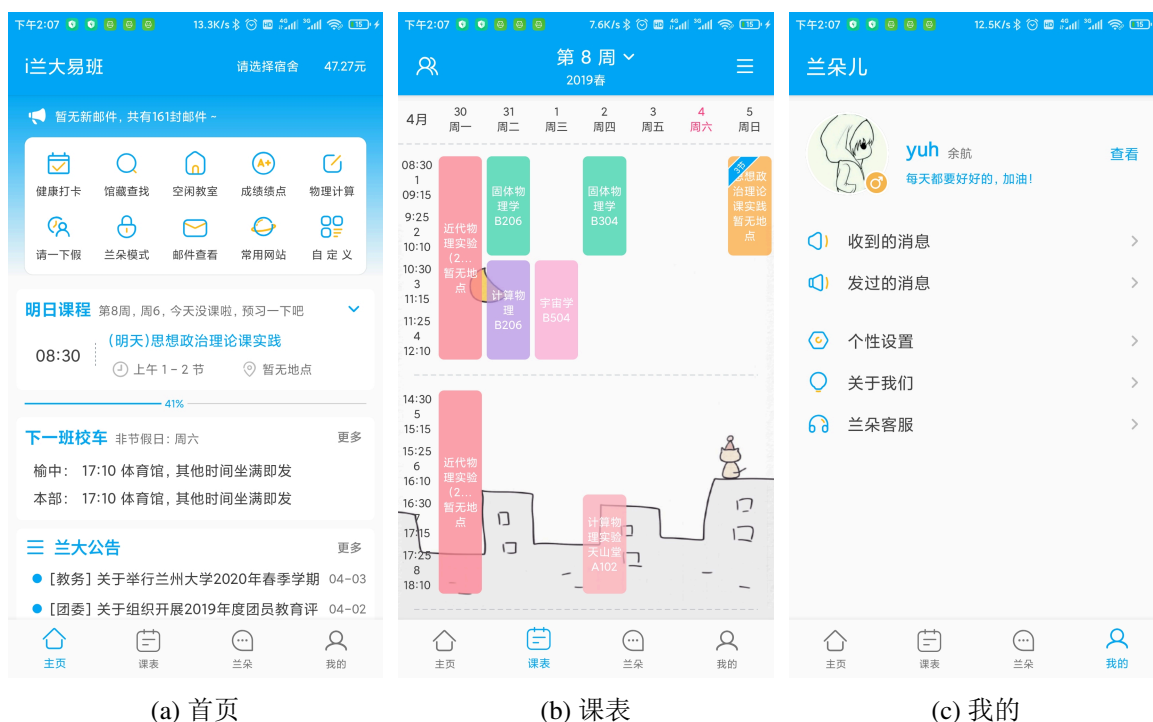 下午2:07 13.3K/s HD 4G 3G 15
i兰大易班 请选择宿舍 47.27元
暂无新邮件, 共有161封邮件 ~
健康打卡 馆藏查找 空闲教室 成绩绩点 物理计算
A+
请一下假 兰朵模式 邮件查看 常用网站 自 定 义
明日课程 第8周, 周6, 今天没课啦, 预习一下吧
(明天)思想政治理论课实践
08:30
上午 1 - 2 节 暂无地点
41%
下一班校车 非节假日: 周六 更多
榆中: 17:10 体育馆, 其他时间坐满即发
本部: 17:10 体育馆, 其他时间坐满即发
兰大公告 更多
[教务] 关于举行兰州大学2020年春季学期 04-03
[团委] 关于组织开展2019年度团员教育评 04-02
主页 课表 兰朵 我的
(a) 首页
下午2:07 7.6K/s HD 4G 3G 15
第 8 周
2019春
4月
30 31 1 2 3 4 5
周一 周二 周三 周四 周五 周六 周日
08:30
1
09:15
9:25
2
10:10
10:30
3
11:15
11:25
4
12:10
14:30
5
15:15
15:25
6
16:10
16:30
7
17:15
17:25
8
18:10
近代物
理实验
(2...
暂无地
点
近代物
理实验
(2...
暂无地
点
固体物
理学
B206
计算物
理
B206
宇宙学
B504
固体物
理学
B304
计算物
理实验
天山堂
A102
3节
思想政
治理论
课实践
暂无地
点
主页 课表 兰朵 我的
(b) 课表
下午2:07 12.5K/s HD 4G 3G 15
兰朵儿
yuh 余航 查看
每天都要好好的, 加油!
收到的消息
发过的消息
个性设置
关于我们
兰朵客服
主页 课表 兰朵 我的
(c) 我的